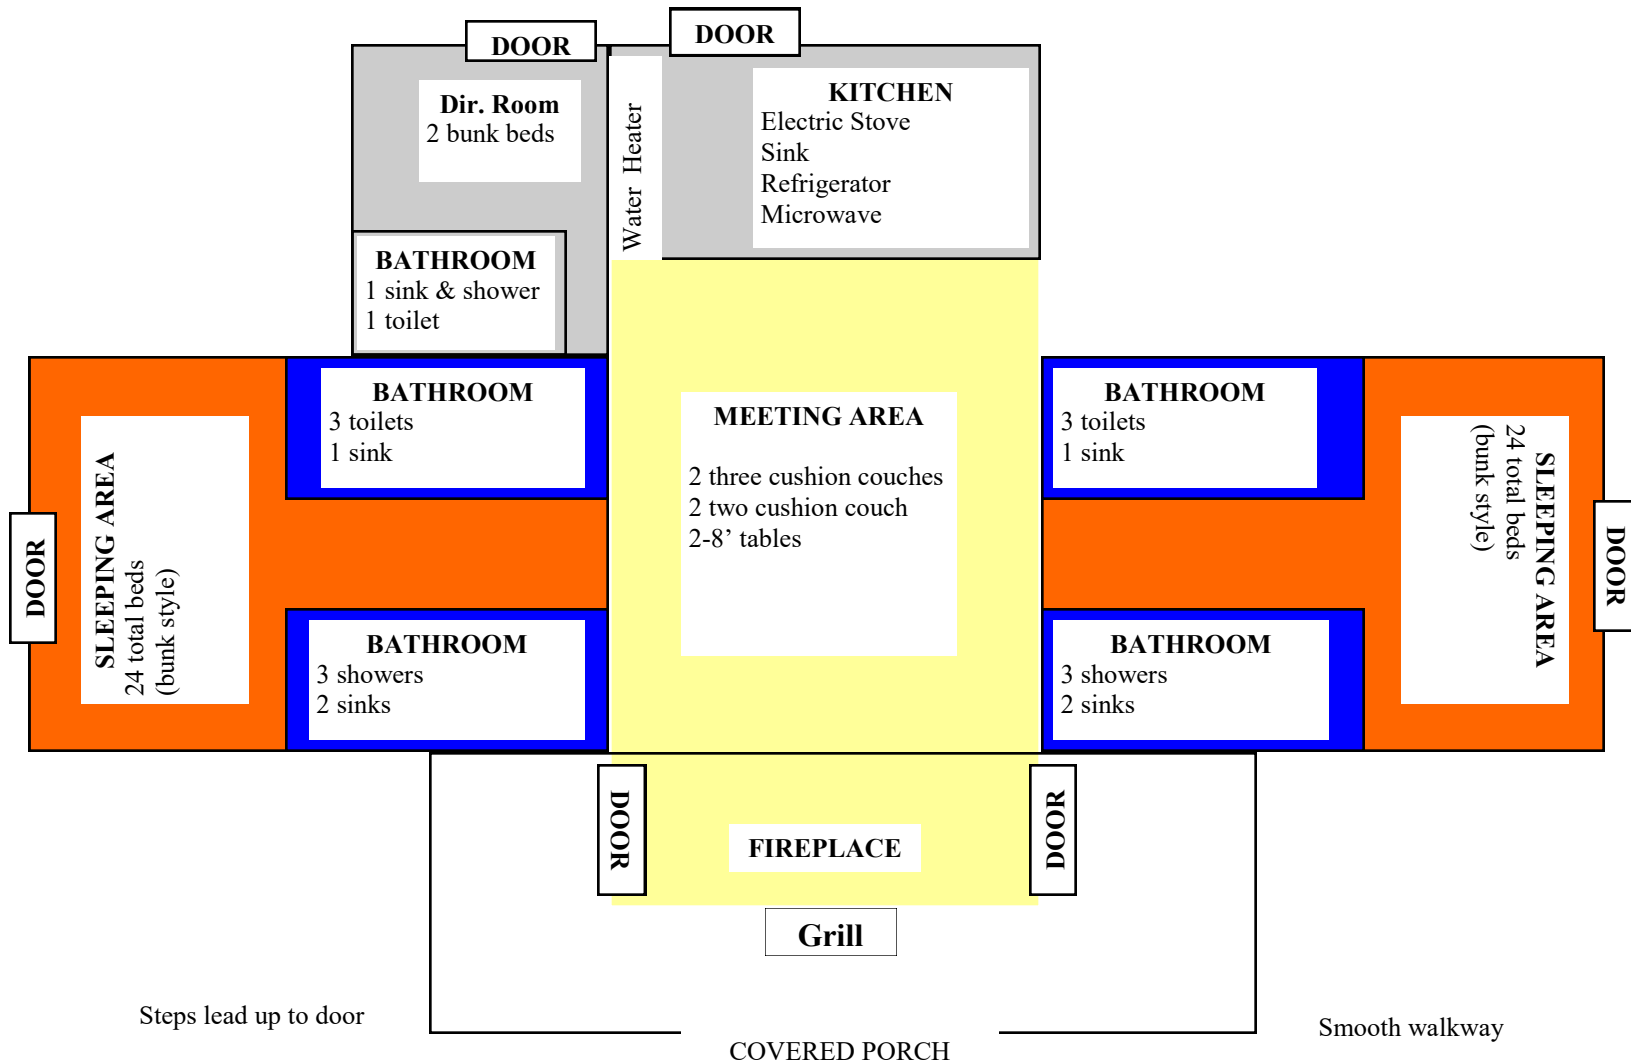 DOOR
DOOR
Dir. Room
2 bunk beds
Water Heater
KITCHEN
Electric Stove
Sink
Refrigerator
Microwave
BATHROOM
1 sink & shower
1 toilet
BATHROOM
3 toilets
1 sink
MEETING AREA
2 three cushion couches
2 two cushion couch
2-8’ tables
BATHROOM
3 toilets
1 sink
DOOR
SLEEPING AREA
24 total beds
(bunk style)
SLEEPING AREA
24 total beds
(bunk style)
DOOR
BATHROOM
3 showers
2 sinks
BATHROOM
3 showers
2 sinks
DOOR
FIREPLACE
DOOR
Grill
Steps lead up to door
Smooth walkway
COVERED PORCH